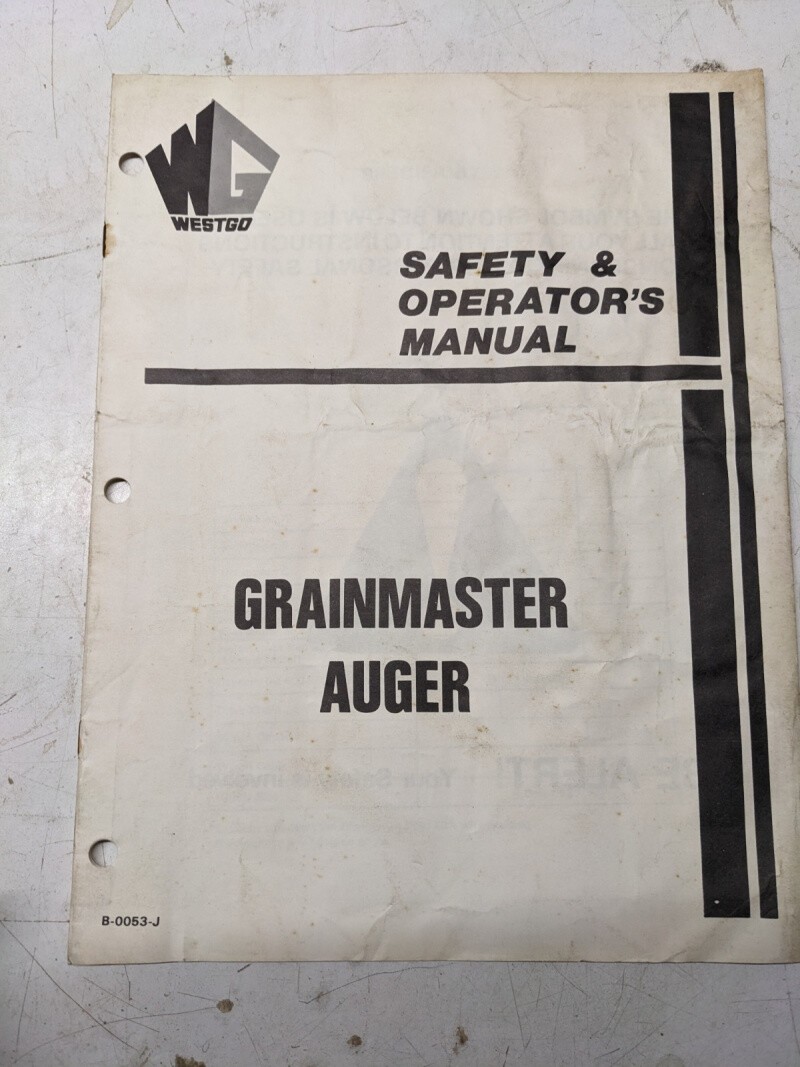 WG
WESTGO
SAFETY &
OPERATOR'S
MANUAL
GRAINMASTER
AUGER
B-0053-J